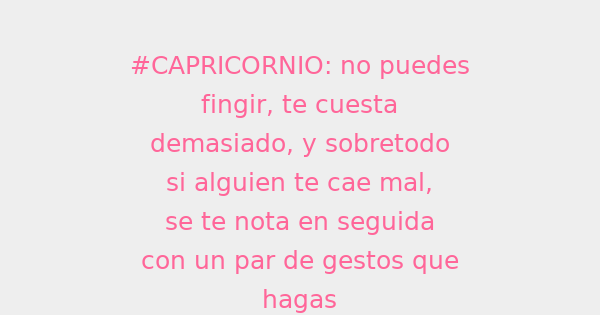 #CAPRICORNIO: no puedes
fingir, te cuesta
demasiado, y sobretodo
si alguien te cae mal,
se te nota en seguida
con un par de gestos que
hagas